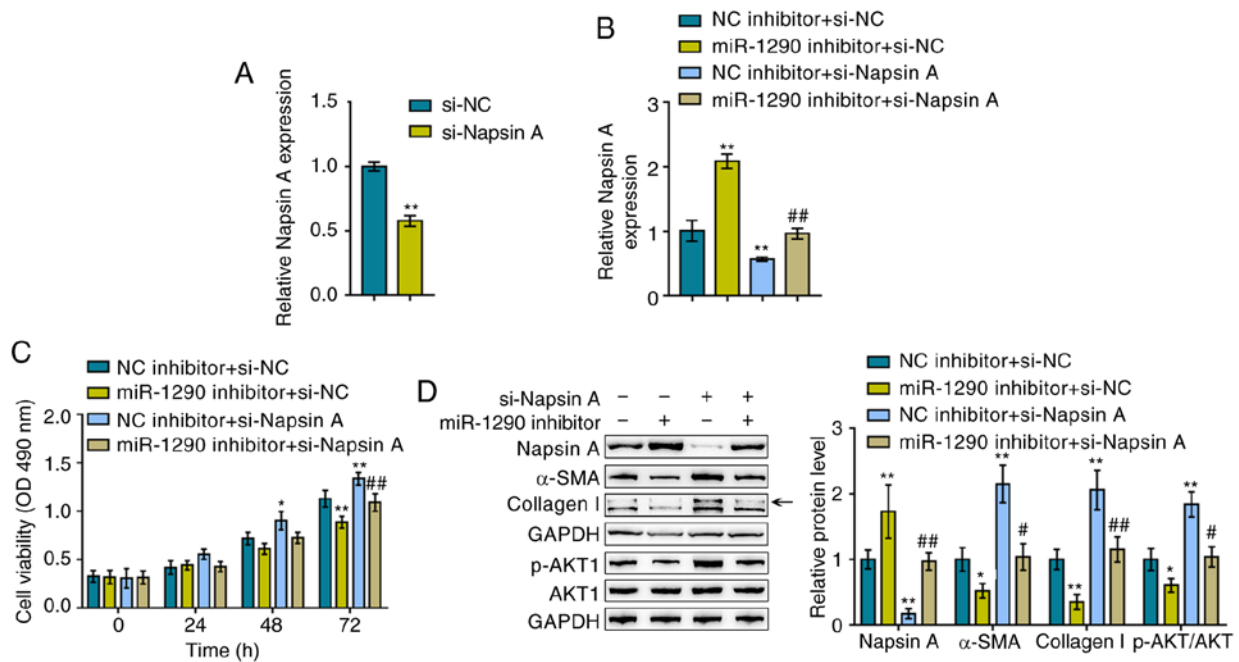 A
Relative Napsin A expression
1.5
1.0
0.5
0.0
si-NC
si-Napsin A
**
B
NC inhibitor+si-NC
miR-1290 inhibitor+si-NC
NC inhibitor+si-Napsin A
miR-1290 inhibitor+si-Napsin A
Relative Napsin A
expression
3
2
1
0
**
**
##
C
NC inhibitor+si-NC
miR-1290 inhibitor+si-NC
NC inhibitor+si-Napsin A
miR-1290 inhibitor+si-Napsin A
Cell viability (OD 490 nm)
2.0
1.5
1.0
0.5
0.0
*
**
**
##
0 24 48 72
Time (h)
D
si-Napsin A − − + +
miR-1290 inhibitor − + − +
Napsin A
α-SMA
Collagen I
GAPDH
p-AKT1
AKT1
GAPDH
NC inhibitor+si-NC
miR-1290 inhibitor+si-NC
NC inhibitor+si-Napsin A
miR-1290 inhibitor+si-Napsin A
Relative protein level
3
2
1
0
** ** ## * ** # ** ** ## * ** #
Napsin A α-SMA Collagen I p-AKT/AKT